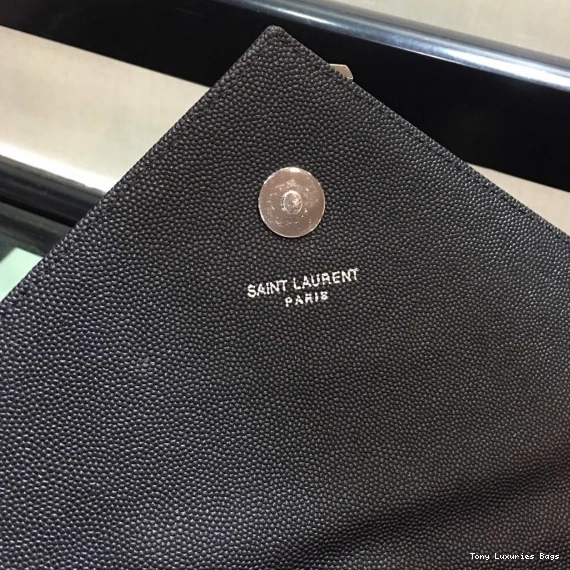 SAINT LAURENT
PARIS
Tony Luxuries Bags